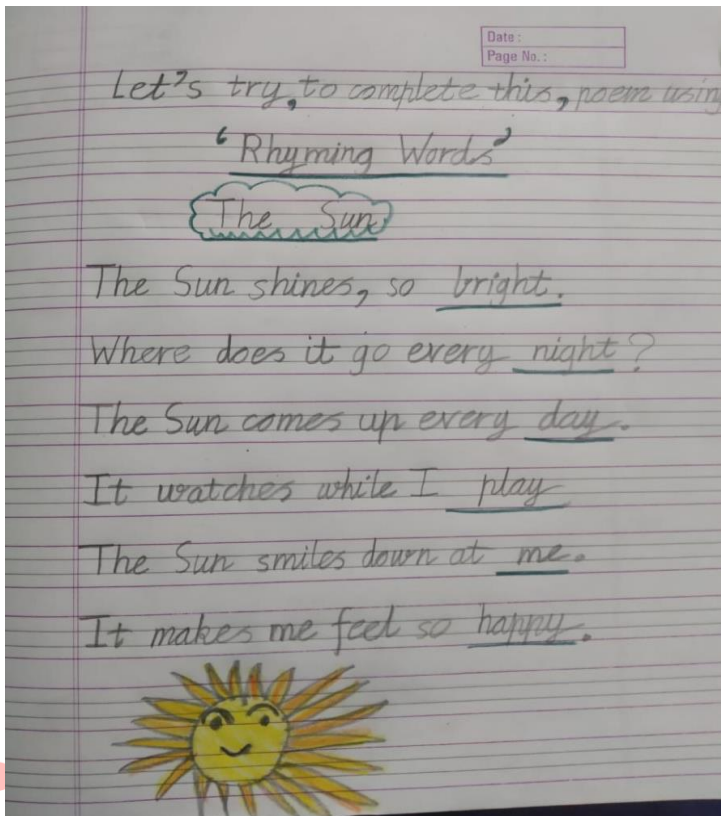 Date :
Page No. :
Let's try, to complete this, poem using
'Rhyming Words'
The Sun
The Sun shines, so bright.
Where does it go every night?
The Sun comes up every day.
It watches while I play
The Sun smiles down at me.
It makes me feel so happy.